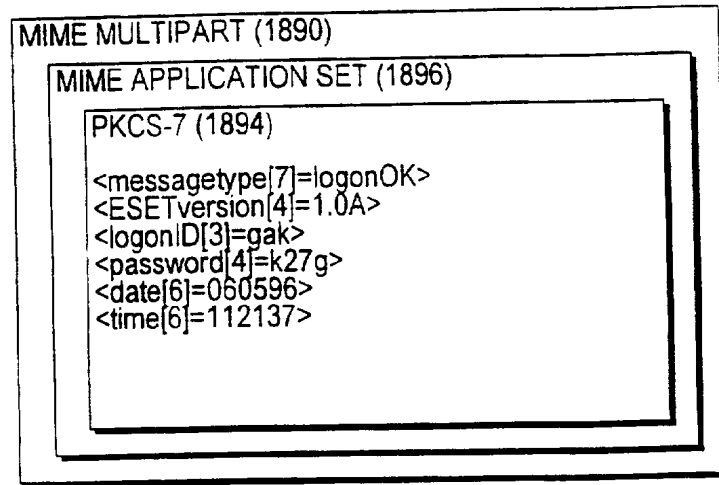 MIME MULTIPART (1890)
MIME APPLICATION SET (1896)
PKCS-7 (1894)
<messagetype[7]=logonOK>
<ESETversion[4]=1.0A>
<logonID[3]=gak>
<password[4]=k27g>
<date[6]=060596>
<time[6]=112137>